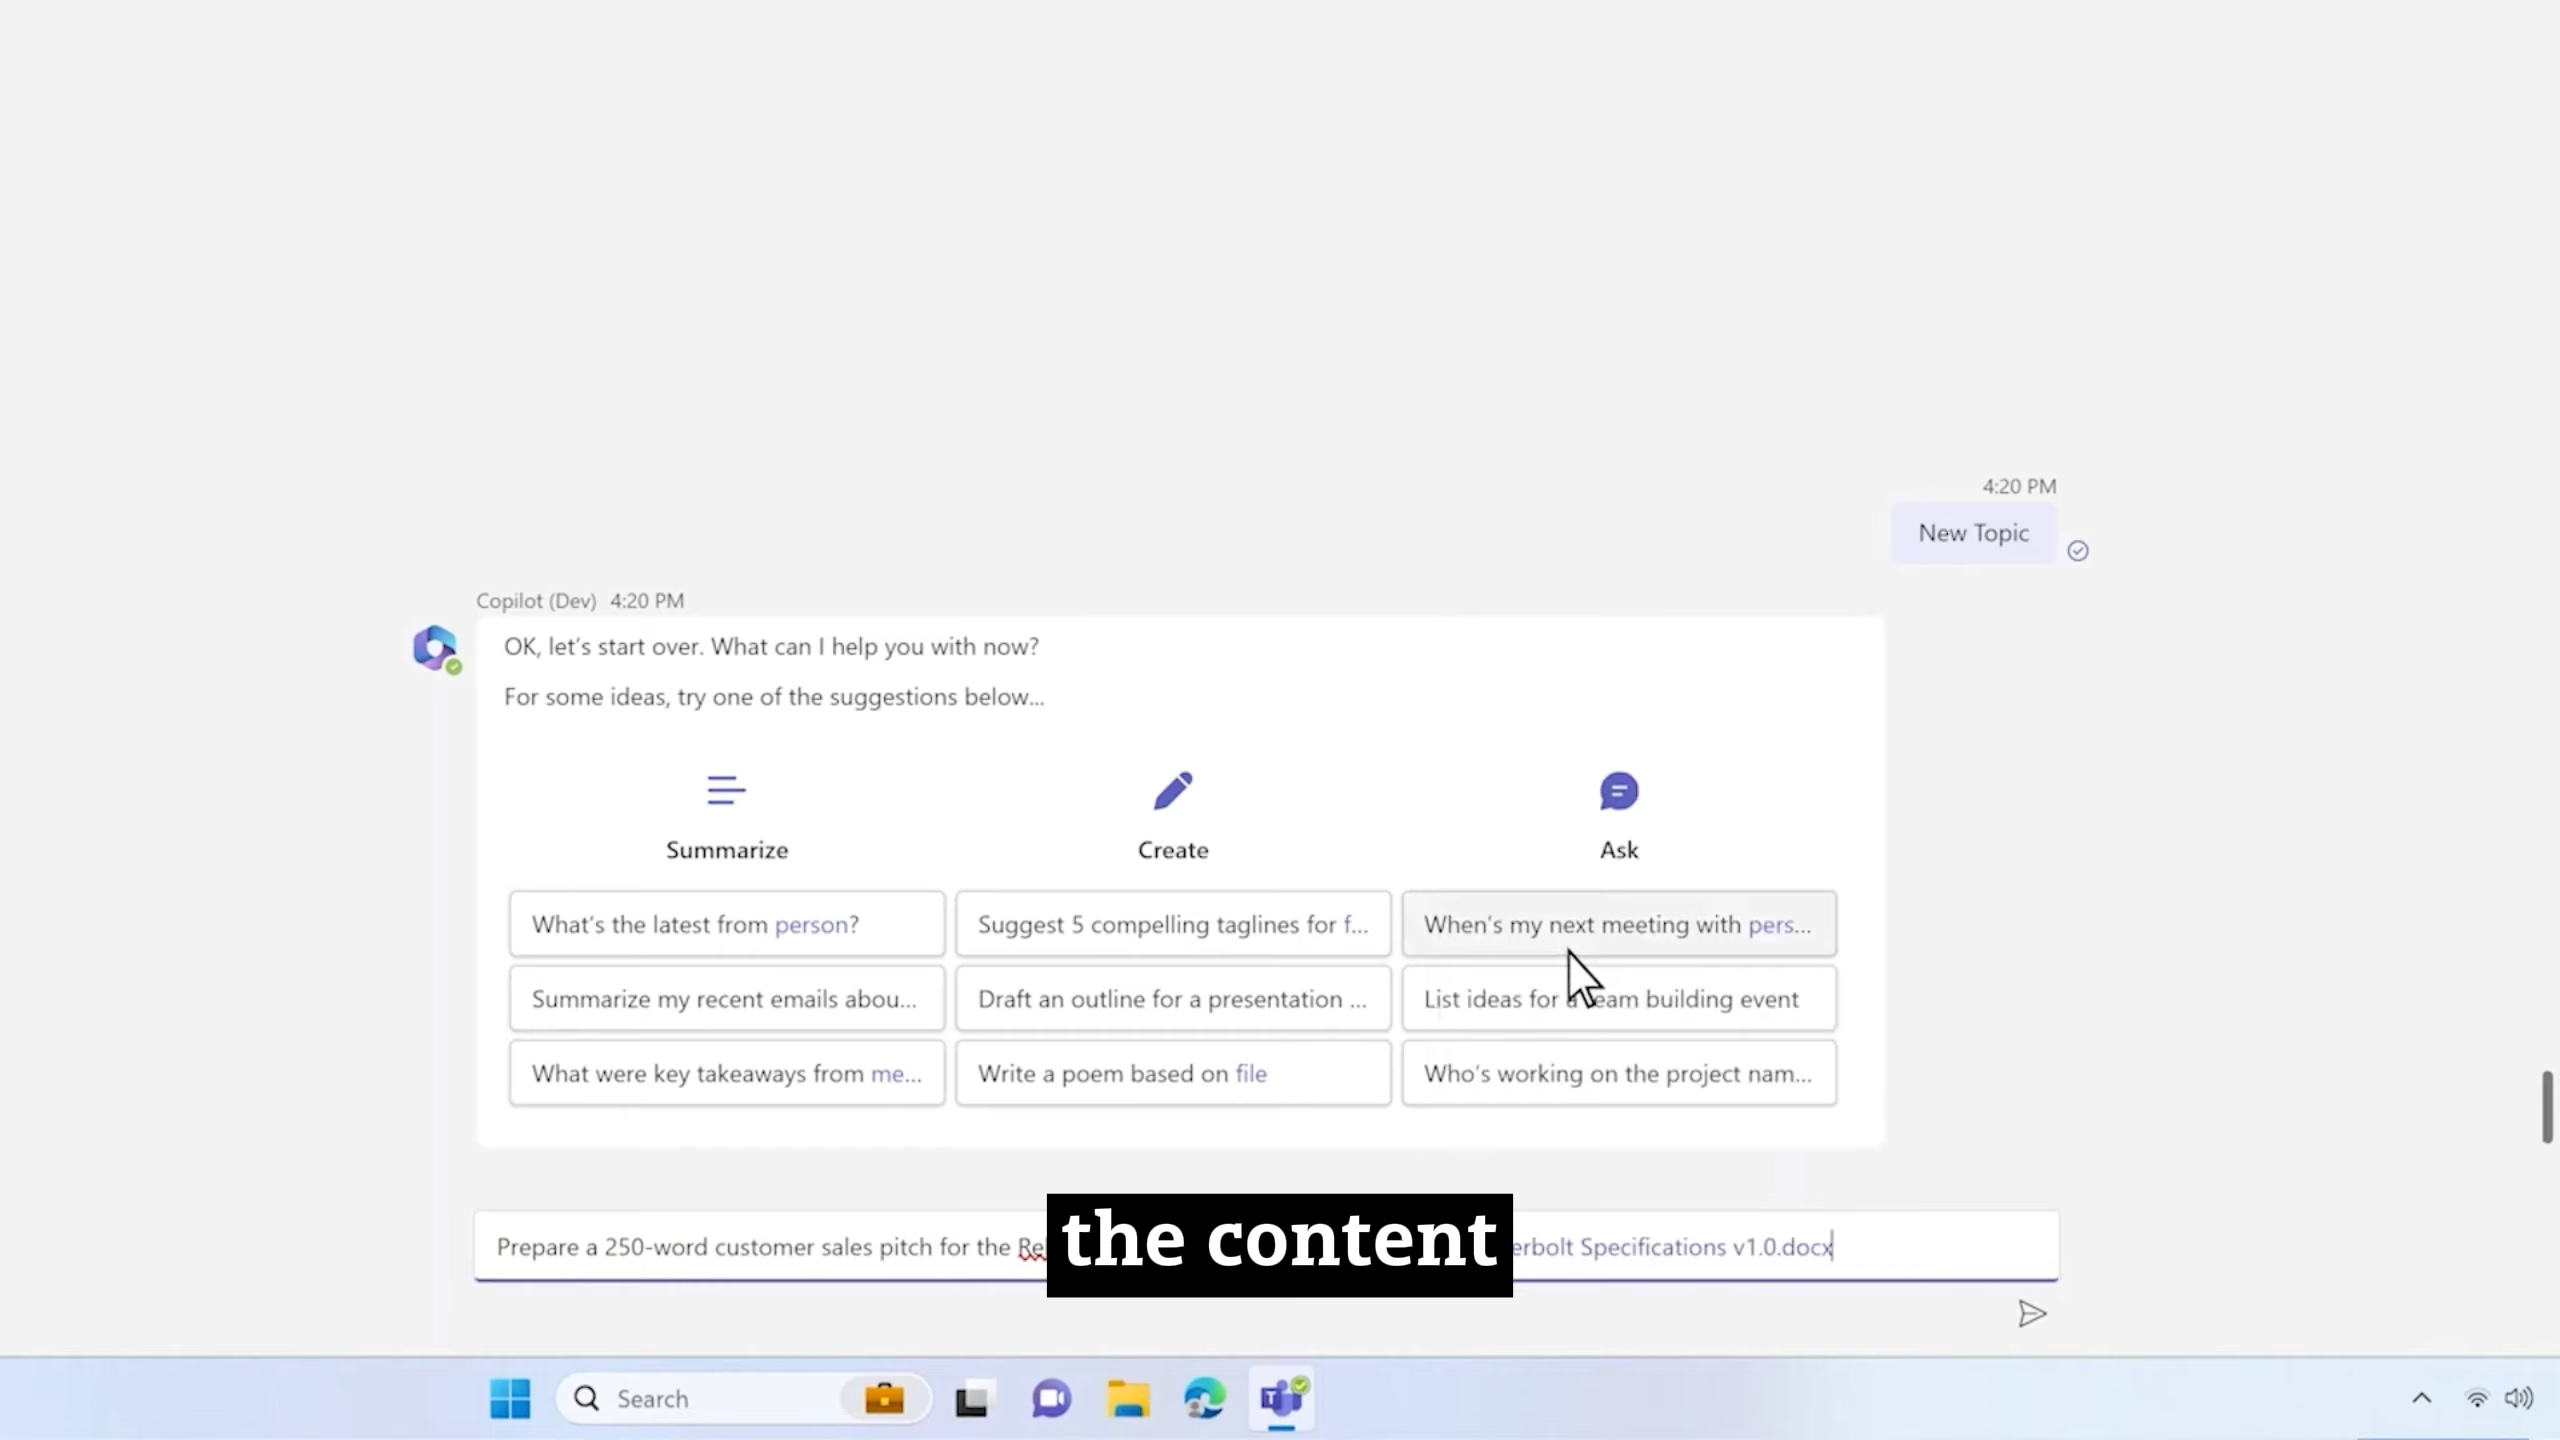 4:20 PM
New Topic
Copilot (Dev) 4:20 PM
OK, let's start over. What can I help you with now?
For some ideas, try one of the suggestions below...
Summarize
Create
Ask
What's the latest from person?
Suggest 5 compelling taglines for f...
When's my next meeting with pers...
Summarize my recent emails abou...
Draft an outline for a presentation ...
List ideas for a team building event
What were key takeaways from me...
Write a poem based on file
Who's working on the project nam...
Prepare a 250-word customer sales pitch for the Re erbolt Specifications v1.0.docx
the content
Search